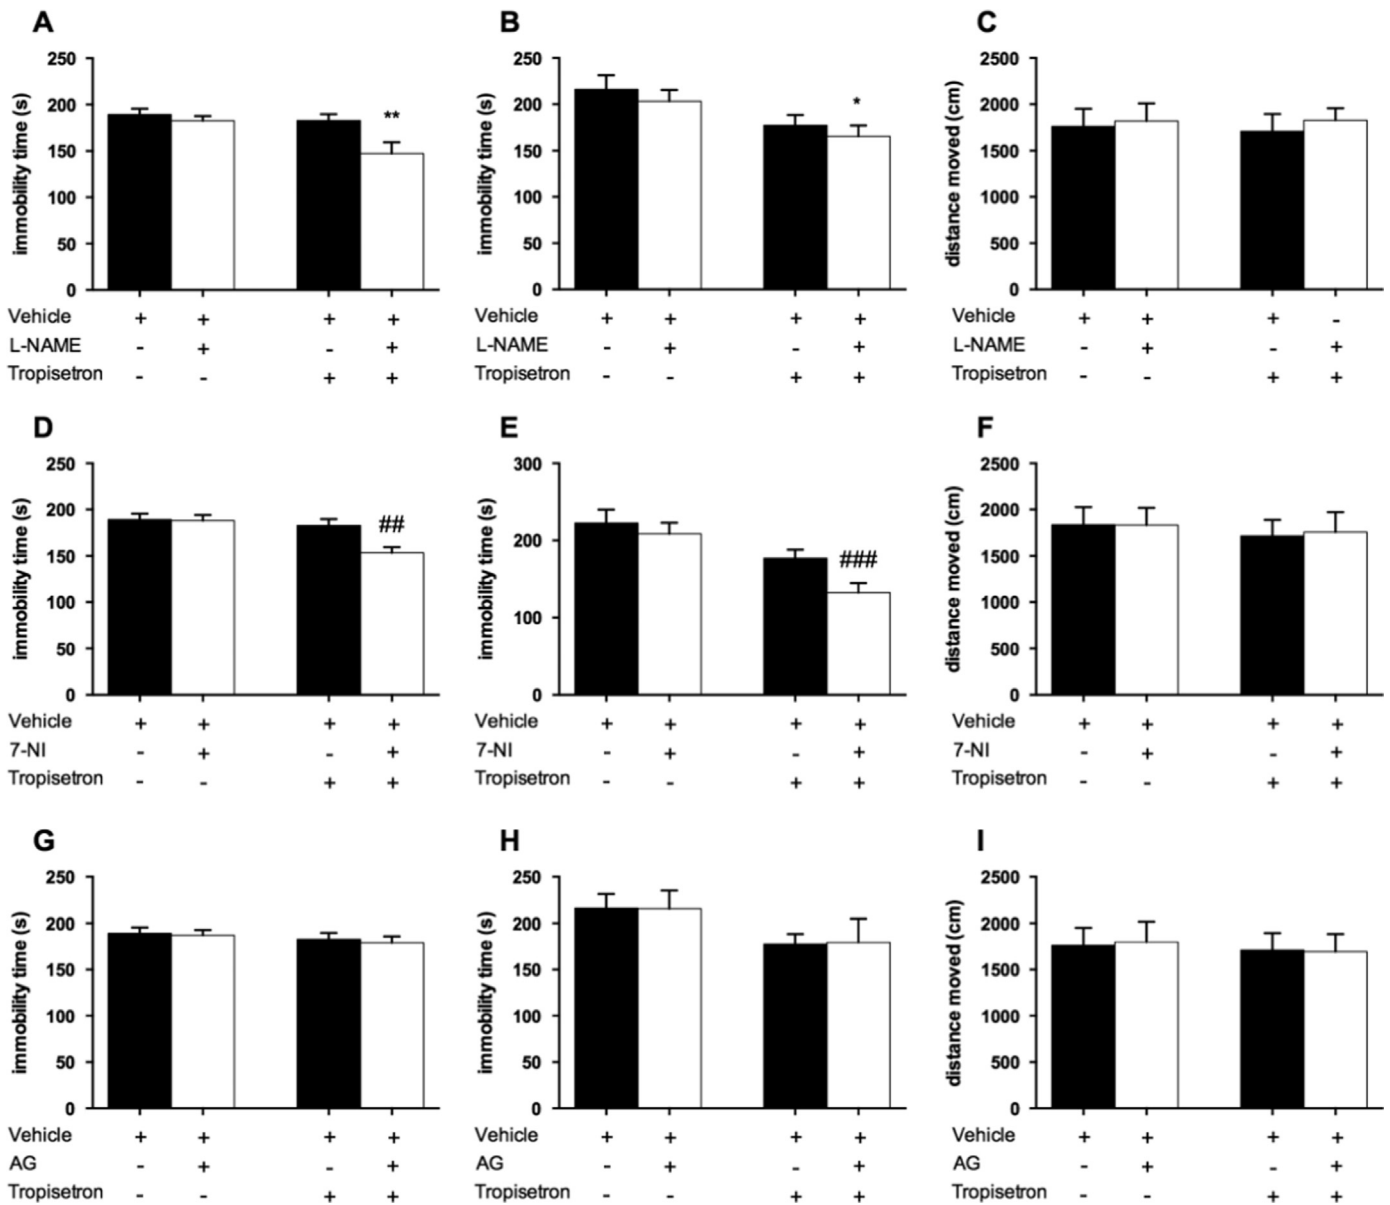 A B C
250 250 2500
200 200 2000
150 150 1500
100 100 1000
50 50 500
0 0 0
immobility time (s) immobility time (s) distance moved (cm)
** *
Vehicle + + + + Vehicle + + + + Vehicle + + + -
L-NAME - + - + L-NAME - + - + L-NAME - + - +
Tropisetron - - + + Tropisetron - - + + Tropisetron - - + +
D E F
250 300 2500
200 200 2000
150 100 1500
100 0 1000
50 500
0 0
immobility time (s) immobility time (s) distance moved (cm)
## ###
Vehicle + + + + Vehicle + + + + Vehicle + + + +
7-NI - + - + 7-NI - + - + 7-NI - + - +
Tropisetron - - + + Tropisetron - - + + Tropisetron - - + +
G H I
250 250 2500
200 200 2000
150 150 1500
100 100 1000
50 50 500
0 0 0
immobility time (s) immobility time (s) distance moved (cm)
Vehicle + + + + Vehicle + + + + Vehicle + + + +
AG - + - + AG - + - + AG - + - +
Tropisetron - - + + Tropisetron - - + + Tropisetron - - + +